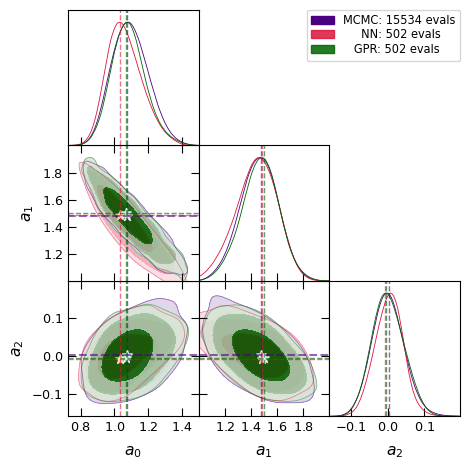 MCMC: 15534 evals
NN: 502 evals
GPR: 502 evals
1.8
1.6
1.4
1.2
a₁
0.1
0.0
−0.1
a₂
0.8 1.0 1.2 1.4
1.2 1.4 1.6 1.8
−0.1 0.0 0.1
a₀
a₁
a₂